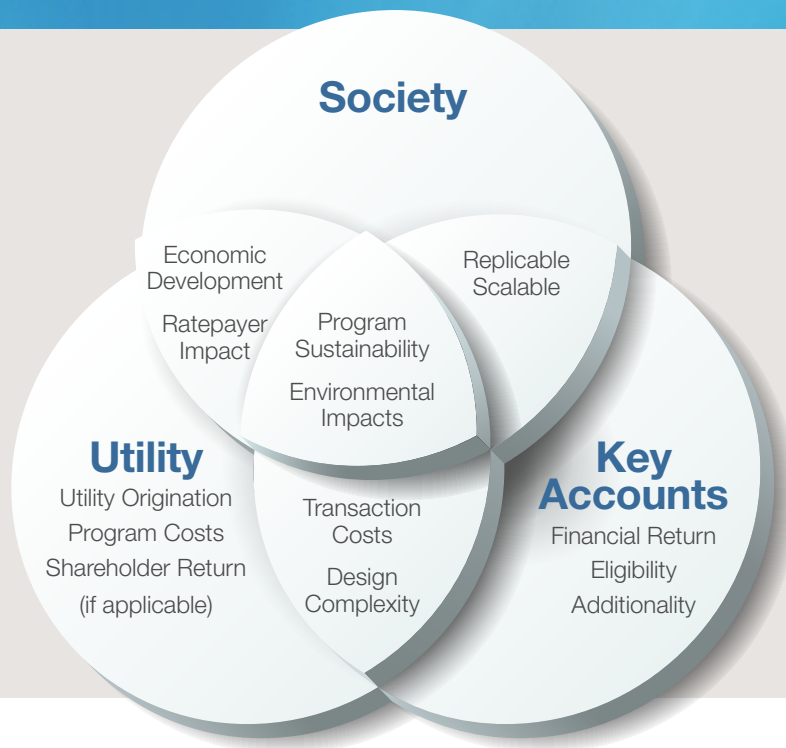 Society
Economic
Development
Ratepayer
Impact
Replicable
Scalable
Program
Sustainability
Environmental
Impacts
Utility
Utility Origination
Program Costs
Shareholder Return
(if applicable)
Transaction
Costs
Design
Complexity
Key
Accounts
Financial Return
Eligibility
Additionality